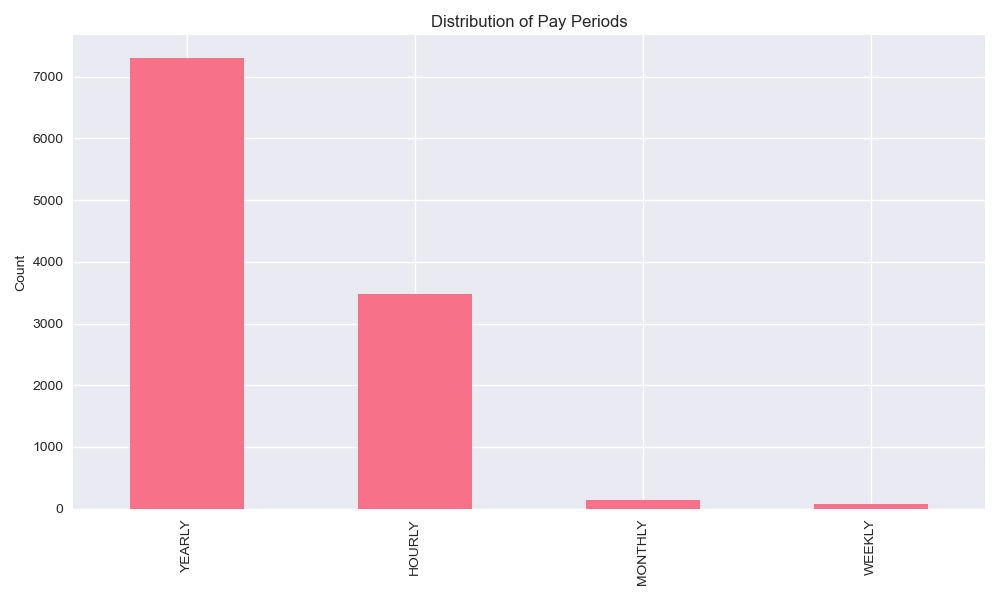 Distribution of Pay Periods
7000
6000
5000
4000
3000
2000
1000
0
Count
YEARLY
HOURLY
MONTHLY
WEEKLY